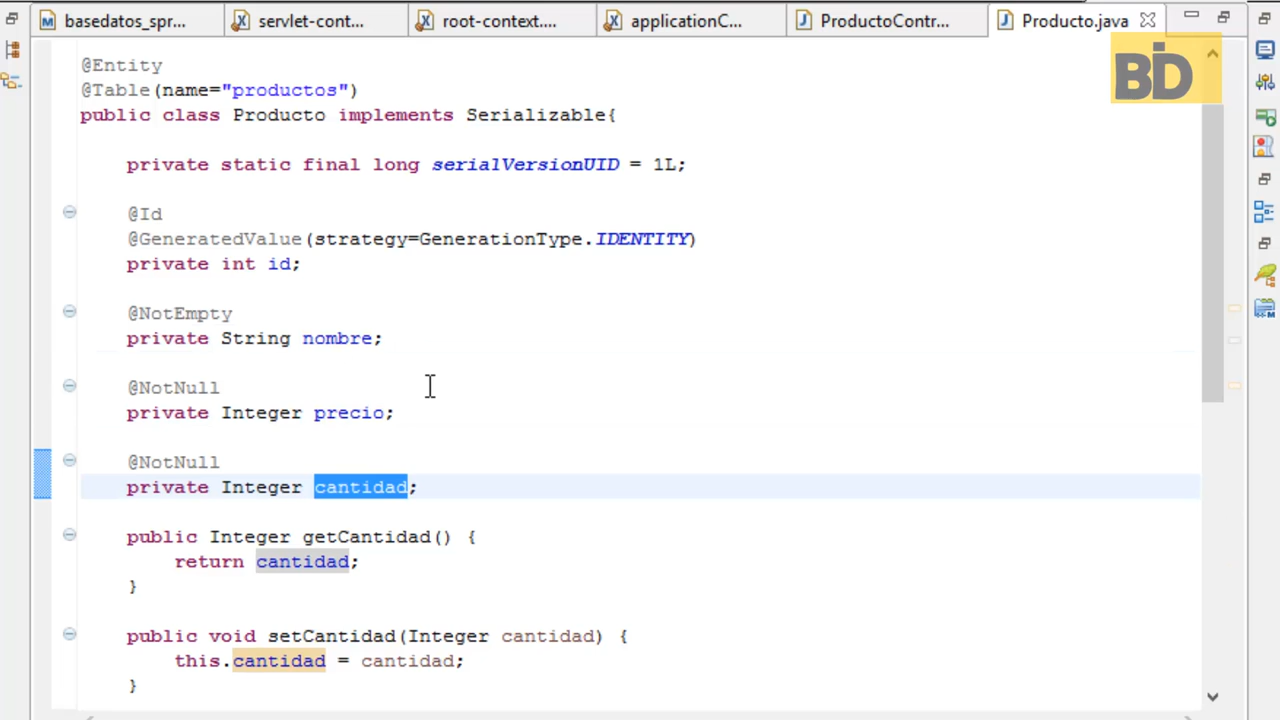 basedatos_spr...
servlet-cont...
root-context....
applicationC...
ProductoContr...
Producto.java
BID
@Entity
@Table(name="productos")
public class Producto implements Serializable{
private static final long serialVersionUID = 1L;
@Id
@GeneratedValue(strategy=GenerationType.IDENTITY)
private int id;
@NotEmpty
private String nombre;
@NotNull
private Integer precio;
@NotNull
private Integer cantidad;
public Integer getCantidad() {
return cantidad;
}
public void setCantidad(Integer cantidad) {
this.cantidad = cantidad;
}